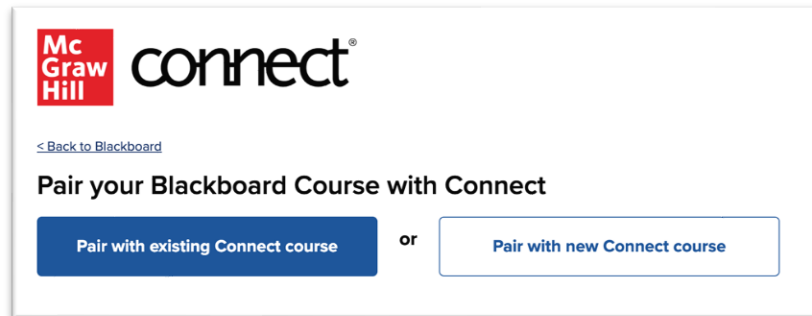 Mc
Graw
Hill
connect®
< Back to Blackboard
Pair your Blackboard Course with Connect
Pair with existing Connect course or Pair with new Connect course